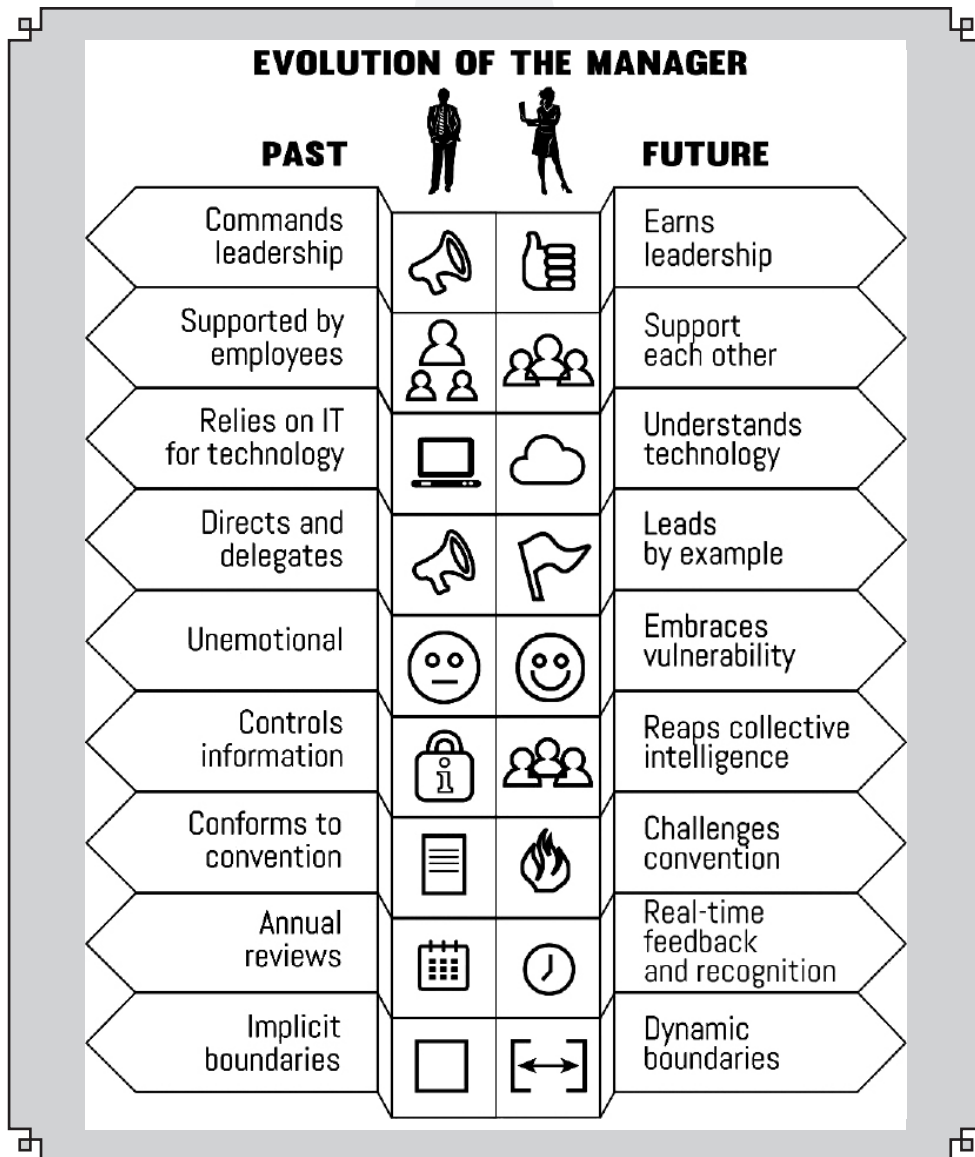 EVOLUTION OF THE MANAGER
PAST
FUTURE
Commands
leadership
Earns
leadership
Supported by
employees
Support
each other
Relies on IT
for technology
Understands
technology
Directs and
delegates
Leads
by example
Unemotional
Embraces
vulnerability
Controls
information
i
Reaps collective
intelligence
Conforms to
convention
Challenges
convention
Annual
reviews
Real-time
feedback
and recognition
Implicit
boundaries
Dynamic
boundaries